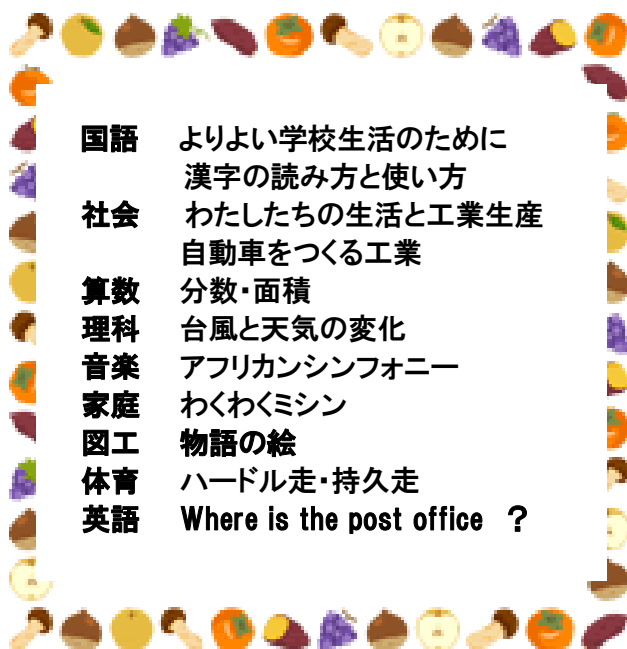 国語 よりよい学校生活のために
漢字の読み方と使い方
社会 わたしたちの生活と工業生産
自動車をつくる工業
算数 分数・面積
理科 台風と天気の変化
音楽 アフリカンシンフォニー
家庭 わくわくミシン
図工 物語の絵
体育 ハードル走・持久走
英語 Where is the post office ?